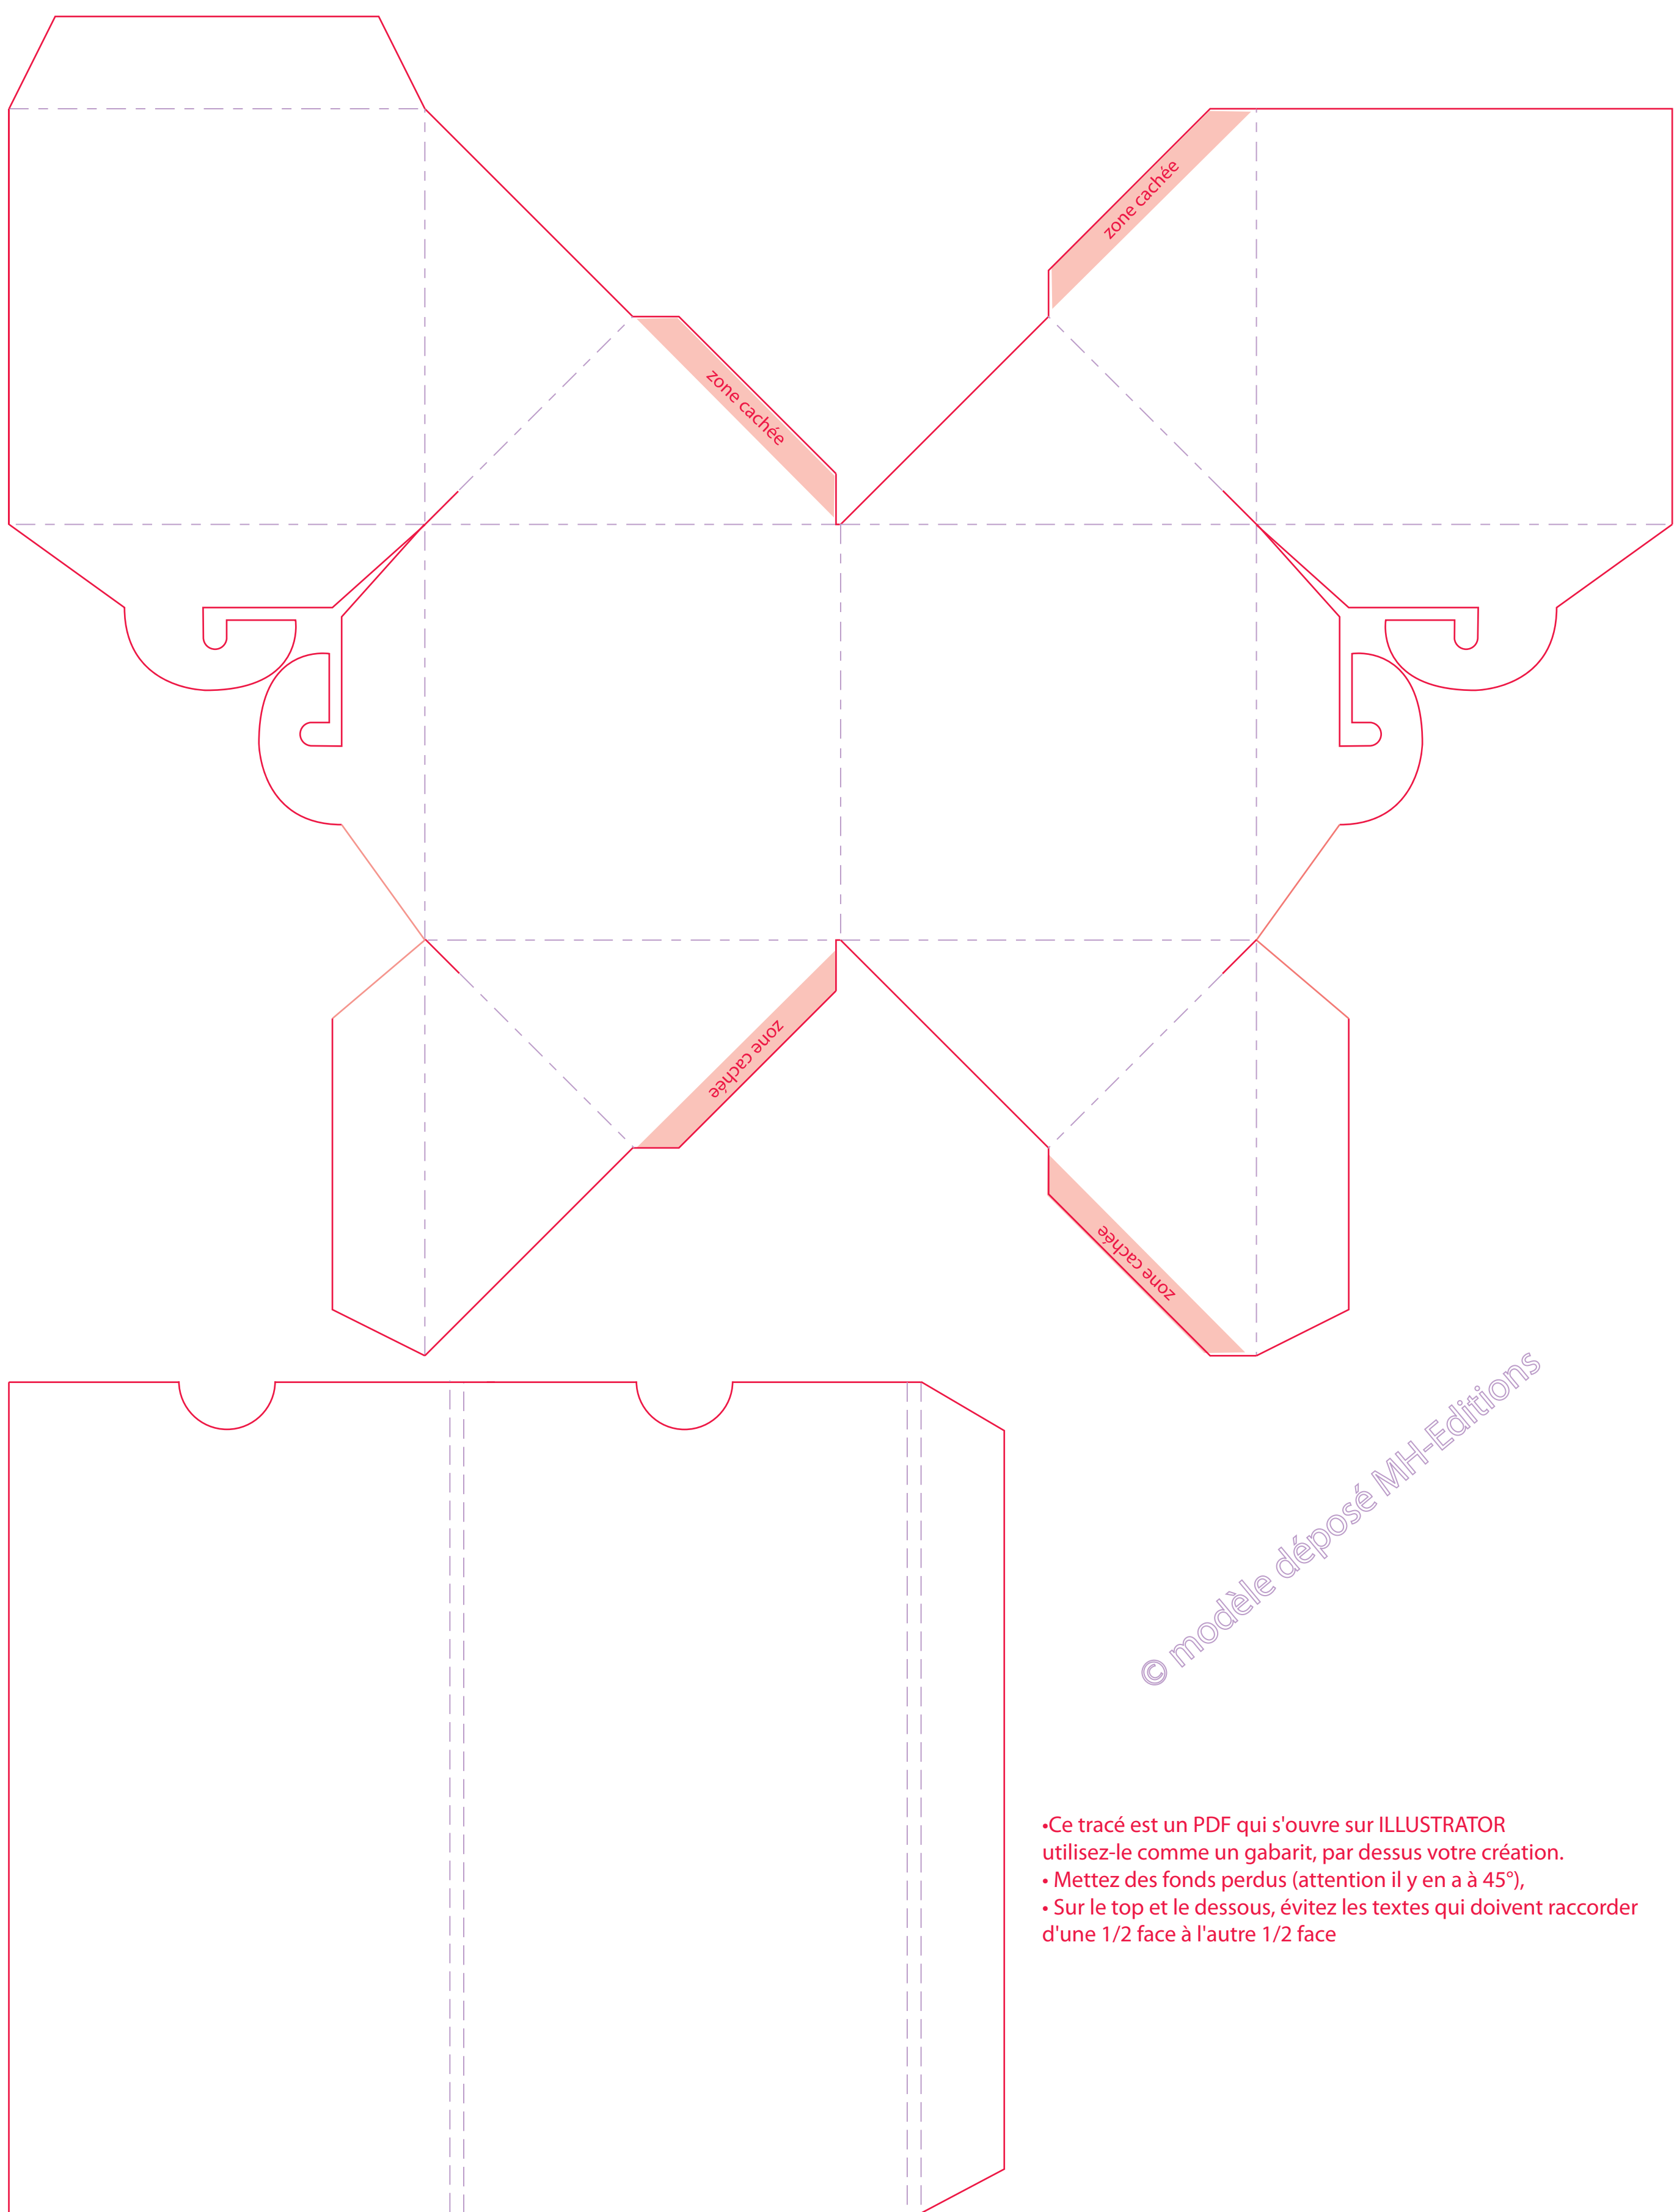 zone cachée
zone cachée
zone cachée
zone cachée
© modèle déposé MH-Editions
•Ce tracé est un PDF qui s'ouvre sur ILLUSTRATOR
utilisez-le comme un gabarit, par dessus votre création.
• Mettez des fonds perdus (attention il y en a à 45°),
• Sur le top et le dessous, évitez les textes qui doivent raccorder
d'une 1/2 face à l'autre 1/2 face